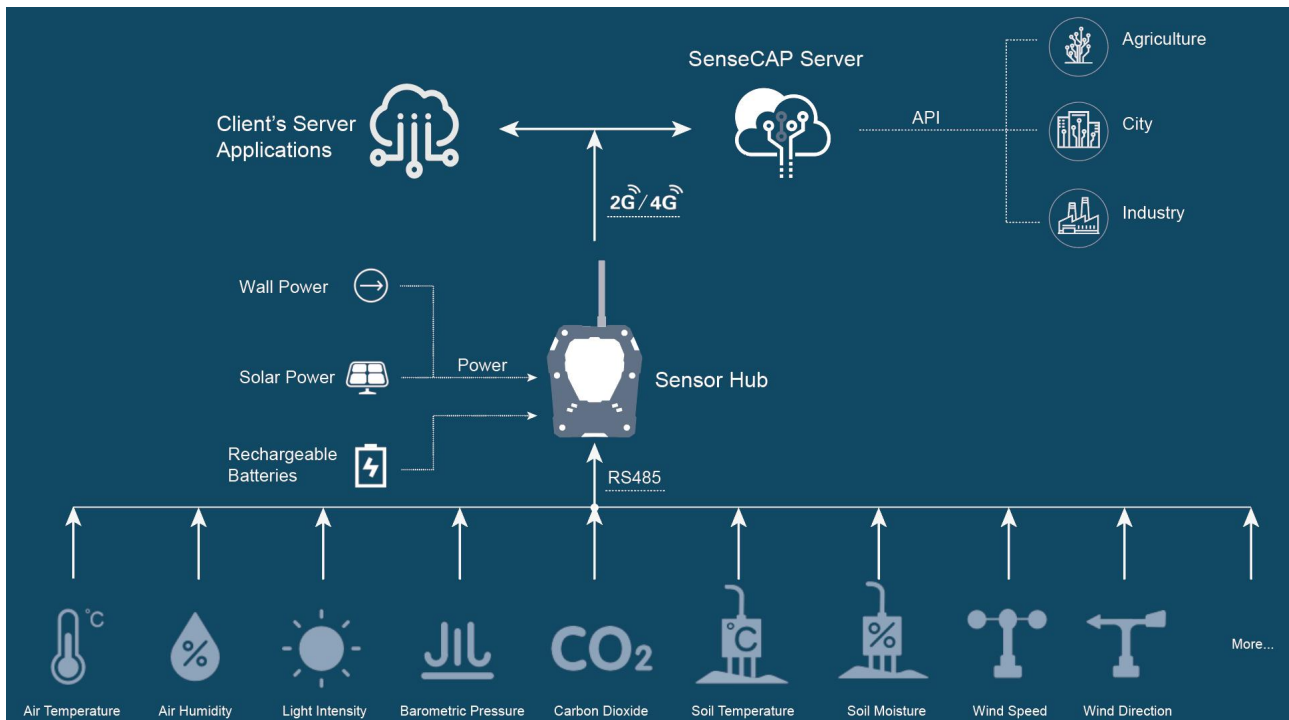 SenseCAP Server
Agriculture
Client's Server
Applications
API
City
2G/4G
Industry
Wall Power
Solar Power
Power
Sensor Hub
Rechargeable
Batteries
RS485
°C
%
CO₂
°C
%
More...
Air Temperature
Air Humidity
Light Intensity
Barometric Pressure
Carbon Dioxide
Soil Temperature
Soil Moisture
Wind Speed
Wind Direction